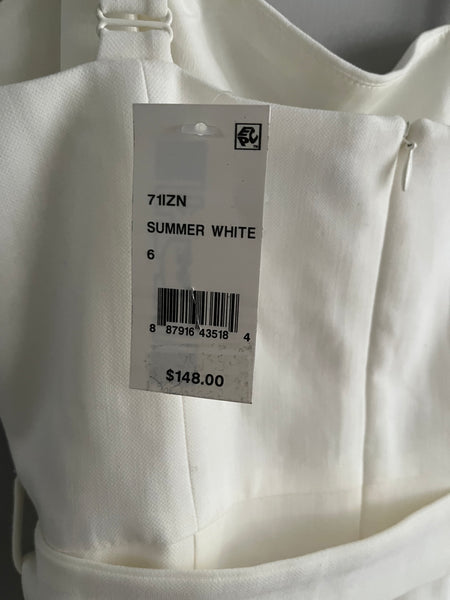 71IZN
SUMMER WHITE
6
8 87916 43518 4
$148.00